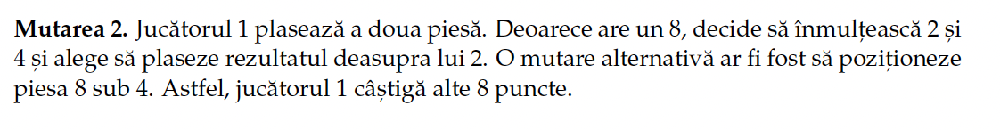 Mutarea 2. Jucătorul 1 plasează a doua piesă. Deoarece are un 8, decide să înmulțească 2 și
4 și alege să plaseze rezultatul deasupra lui 2. O mutare alternativă ar fi fost să poziționeze
piesa 8 sub 4. Astfel, jucătorul 1 câștigă alte 8 puncte.